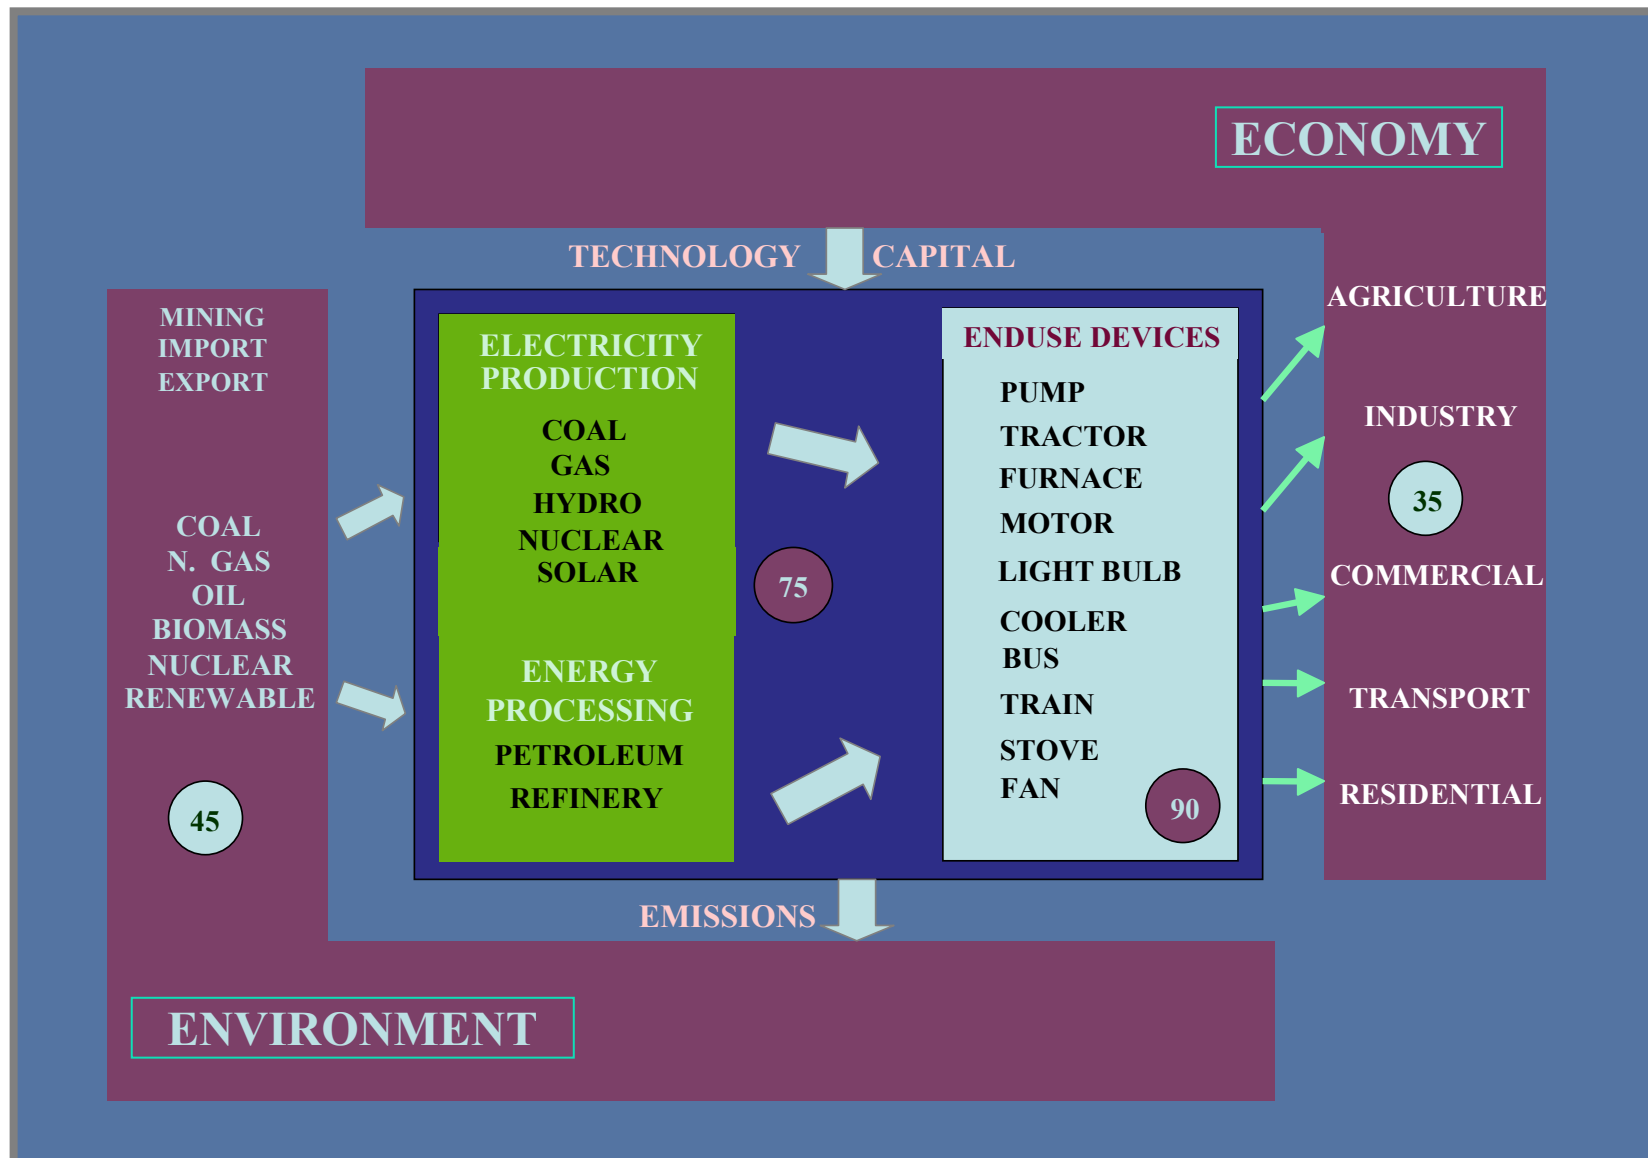 ECONOMY
TECHNOLOGY CAPITAL
MINING
IMPORT
EXPORT
COAL
N. GAS
OIL
BIOMASS
NUCLEAR
RENEWABLE
45
ELECTRICITY
PRODUCTION
COAL
GAS
HYDRO
NUCLEAR
SOLAR
ENERGY
PROCESSING
PETROLEUM
REFINERY
75
ENDUSE DEVICES
PUMP
TRACTOR
FURNACE
MOTOR
LIGHT BULB
COOLER
BUS
TRAIN
STOVE
FAN
90
AGRICULTURE
INDUSTRY
35
COMMERCIAL
TRANSPORT
RESIDENTIAL
EMISSIONS
ENVIRONMENT